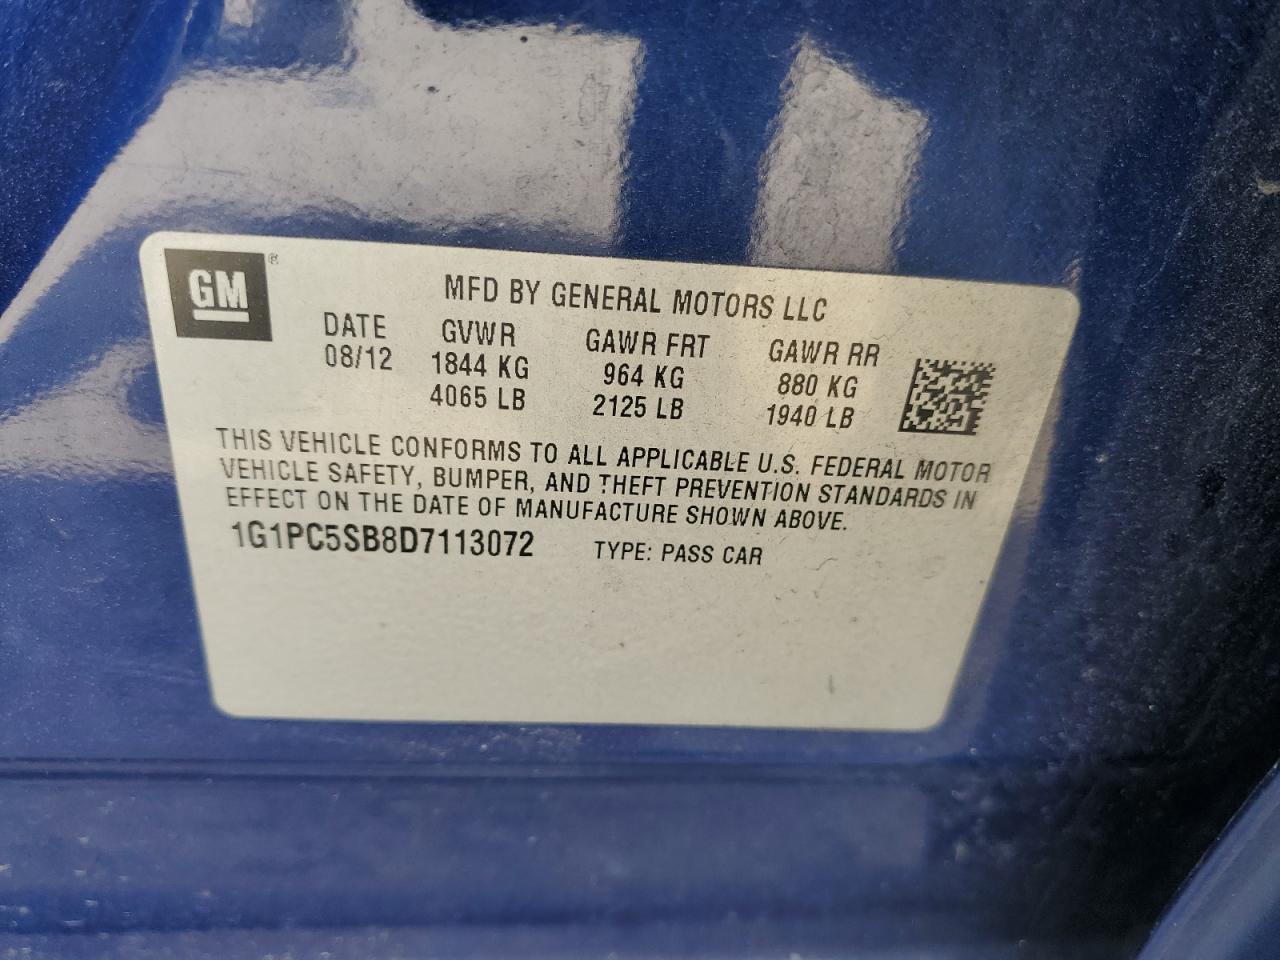 GM®
MFD BY GENERAL MOTORS LLC
DATE GVWR GAWR FRT GAWR RR
08/12 1844 KG 964 KG 880 KG
4065 LB 2125 LB 1940 LB
THIS VEHICLE CONFORMS TO ALL APPLICABLE U.S. FEDERAL MOTOR
VEHICLE SAFETY, BUMPER, AND THEFT PREVENTION STANDARDS IN
EFFECT ON THE DATE OF MANUFACTURE SHOWN ABOVE.
1G1PC5SB8D7113072 TYPE: PASS CAR